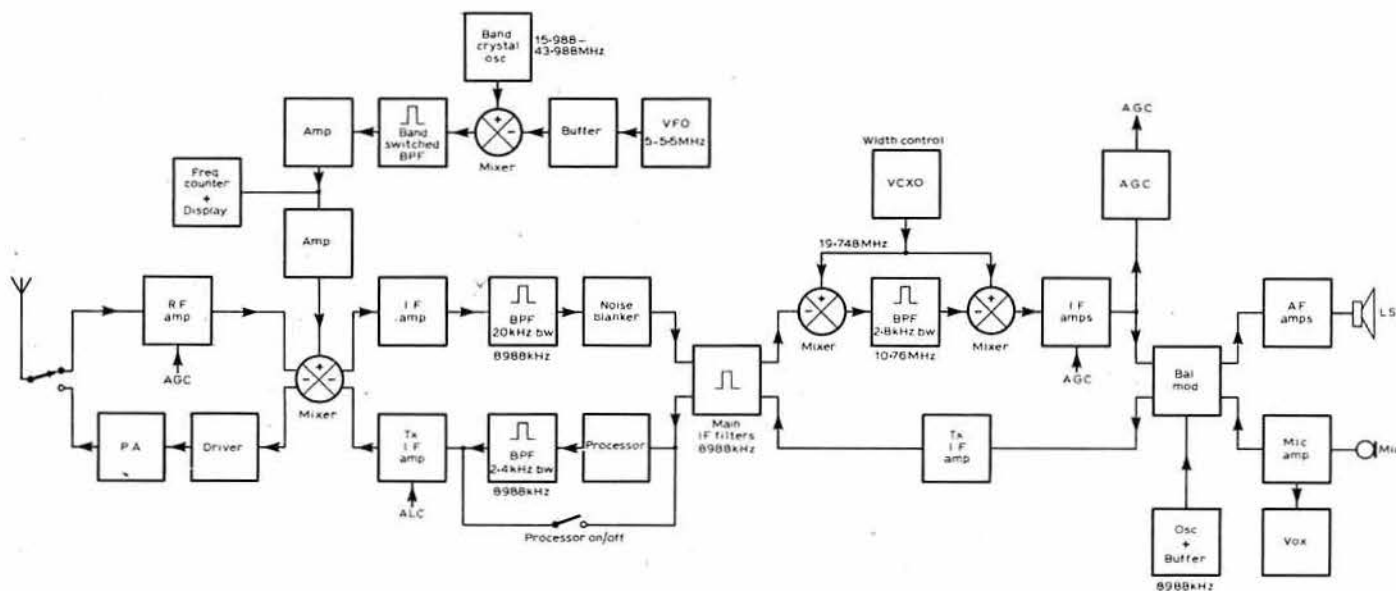 Band
crystal
osc
15·988–
43·988MHz
Amp
Band
switched
BPF
Mixer
Buffer
VFO
5-5·5MHz
Freq
counter
+
Display
Amp
Width control
VCXO
19·748MHz
AGC
AGC
RF
amp
AGC
Mixer
IF
amp
BPF
20kHz bw
8988kHz
Noise
blanker
Main
IF filters
8988kHz
Mixer
BPF
2·8kHz bw
10·76MHz
Mixer
IF
amps
AGC
Bal
mod
AF
amps
LS
PA
Driver
Tx
IF
amp
ALC
BPF
2·4kHz bw
8988kHz
Processor
Processor on/off
Tx
IF
amp
Mic
amp
Mic
Osc
+
Buffer
8988kHz
Vox